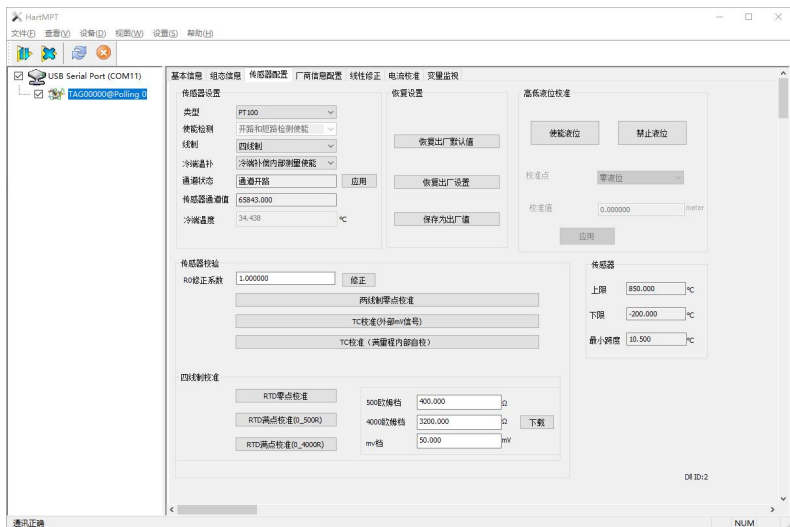 HartMPT
文件(F) 查看(V) 设备(D) 视图(W) 设置(S) 帮助(H)
USB Serial Port (COM11)
TAG00000@Polling 0
基本信息 组态信息 传感器配置 厂商信息配置 线性修正 电流校准 变量监视
传感器设置
类型 PT100
使能检测 开路和短路检测使能
线制 四线制
冷端温补 冷端补偿内部测量使能
通道状态 通道开路 应用
传感器通道值 65843.000
冷端温度 34.438 ℃
恢复设置
恢复出厂默认值
恢复出厂设置
保存为出厂值
高低液位校准
使能液位 禁止液位
校准点 零液位
校准值 0.000000 meter
应用
传感器校验
R0修正系数 1.000000 修正
两线制零点校准
TC校准(外部mV信号)
TC校准（满量程内部自校）
传感器
上限 850.000 ℃
下限 -200.000 ℃
最小跨度 10.500 ℃
四线制校准
RTD零点校准
RTD满点校准(0_500R)
RTD满点校准(0_4000R)
500欧姆档 400.000 Ω
4000欧姆档 3200.000 Ω 下载
mv档 50.000 mV
Dll ID:2
通讯正确 NUM